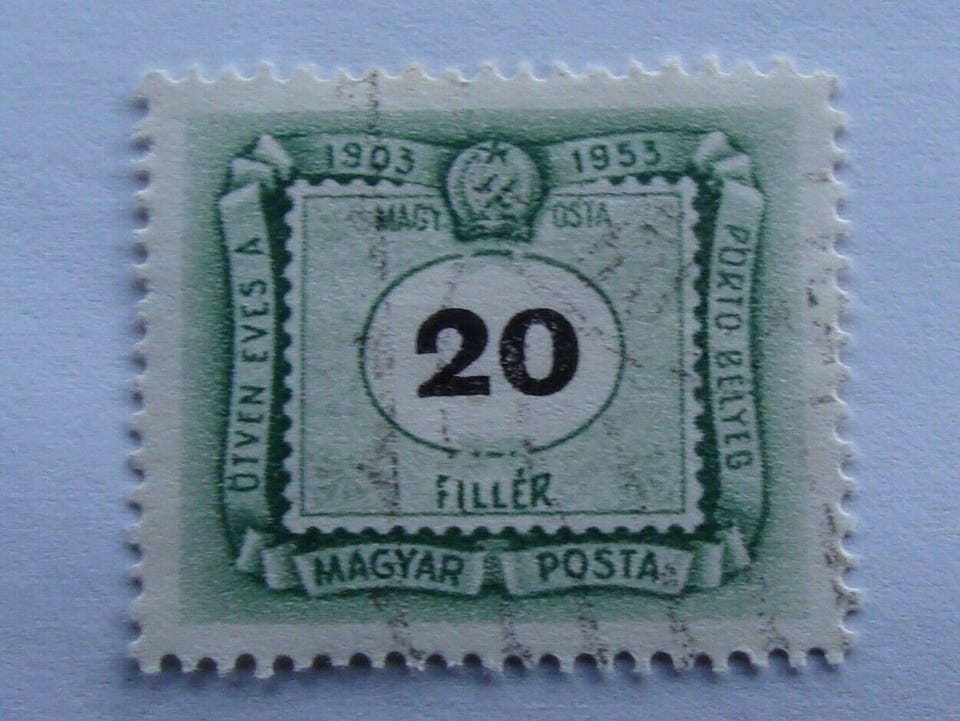 1903 1953
MAGY OSTA
ÖTVEN ÉVES A
PORTO BÉLYEG
20
FILLÉR
MAGYAR POSTA